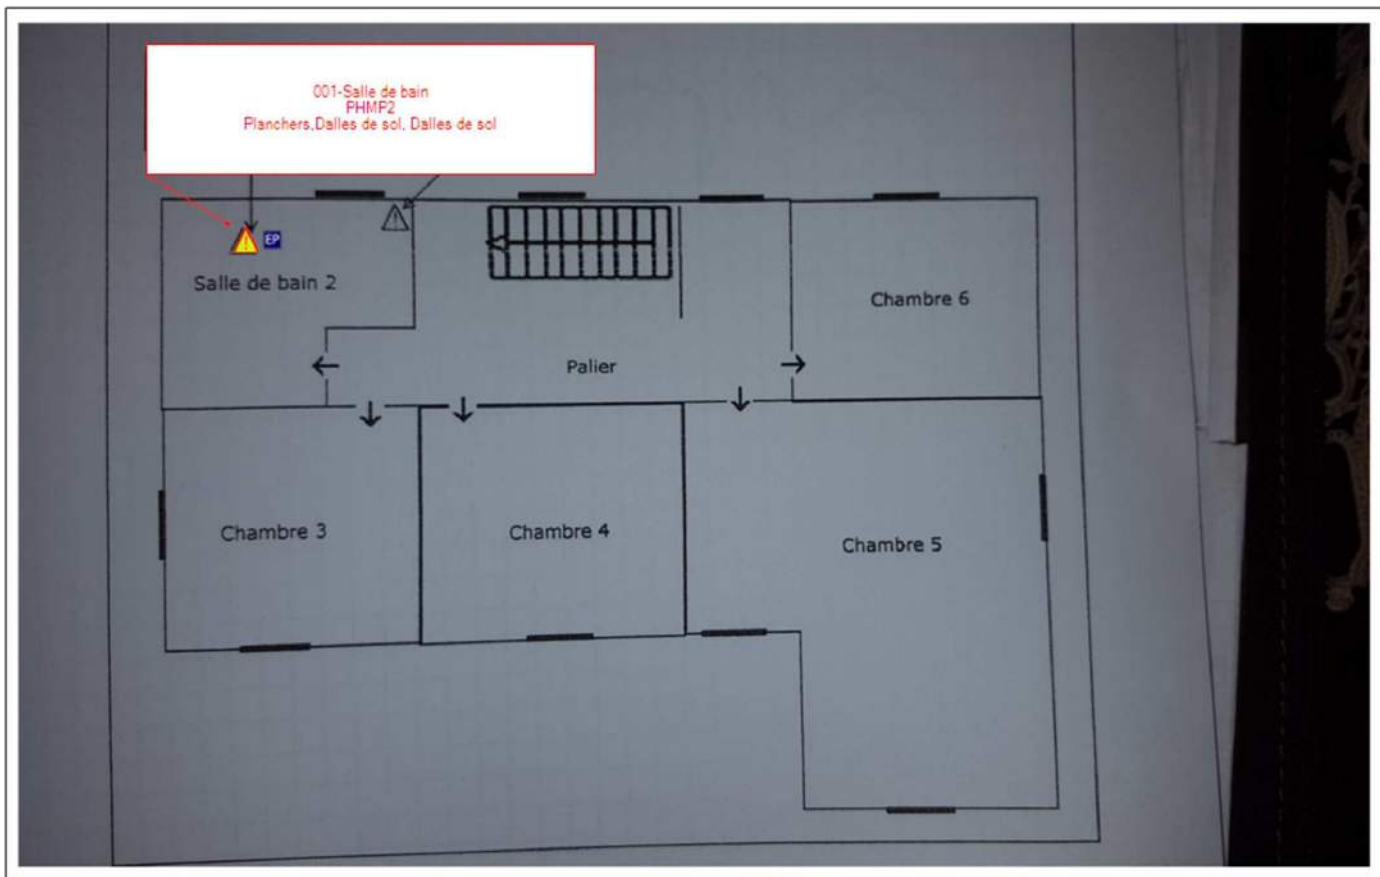 001-Salle de bain
PHMP2
Planchers,Dalles de sol, Dalles de sol
EP
Salle de bain 2
Chambre 6
Palier
Chambre 3
Chambre 4
Chambre 5